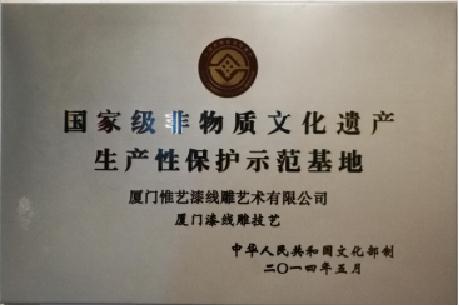 国家级非物质文化遗产
生产性保护示范基地
厦门惟艺漆线雕艺术有限公司
厦门漆线雕技艺
中华人民共和国文化部制
二〇一四年五月